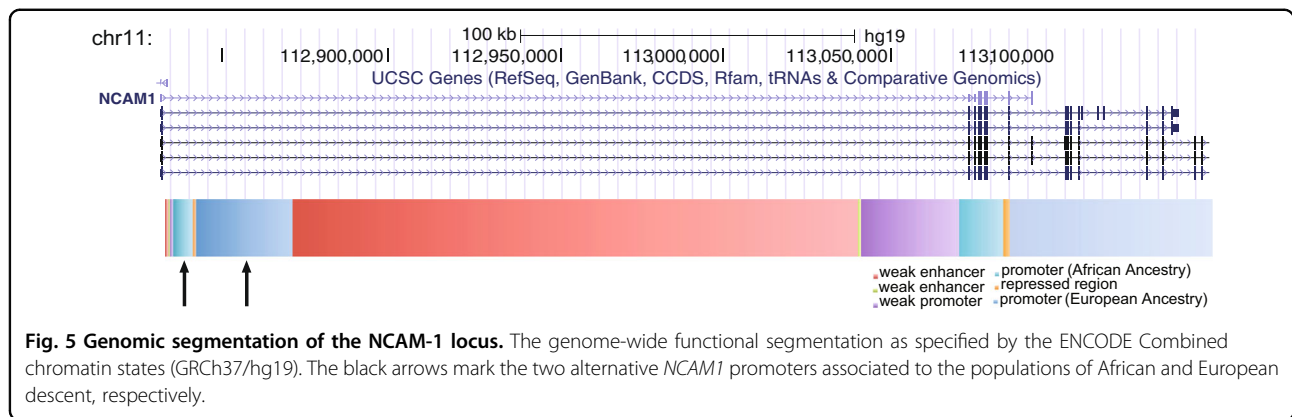 chr11:
100 kb
hg19
112,900,000
112,950,000
113,000,000
113,050,000
113,100,000
UCSC Genes (RefSeq, GenBank, CCDS, Rfam, tRNAs & Comparative Genomics)
NCAM1
weak enhancer
promoter (African Ancestry)
weak enhancer
repressed region
weak promoter
promoter (European Ancestry)
Fig. 5 Genomic segmentation of the NCAM-1 locus. The genome-wide functional segmentation as specified by the ENCODE Combined
chromatin states (GRCh37/hg19). The black arrows mark the two alternative NCAM1 promoters associated to the populations of African and European
descent, respectively.